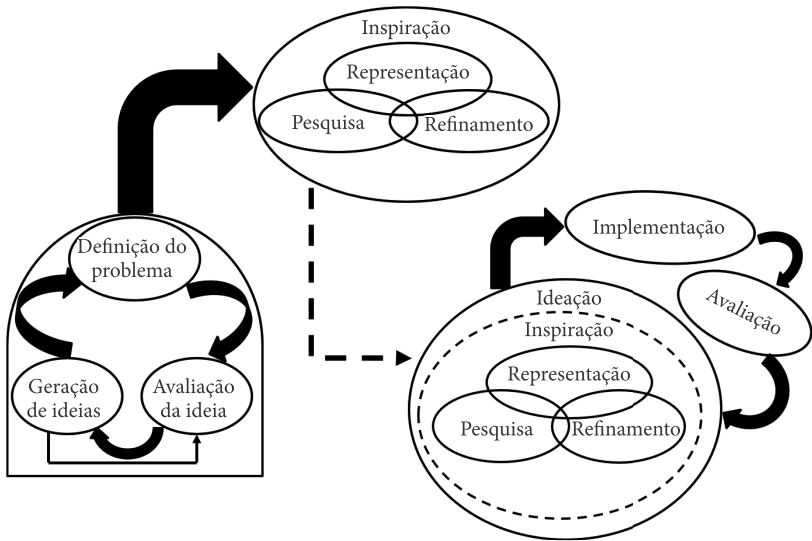 Inspiração
Representação
Pesquisa
Refinamento
Definição do
problema
Geração
de ideias
Avaliação
da ideia
Implementação
Avaliação
Ideação
Inspiração
Representação
Pesquisa
Refinamento